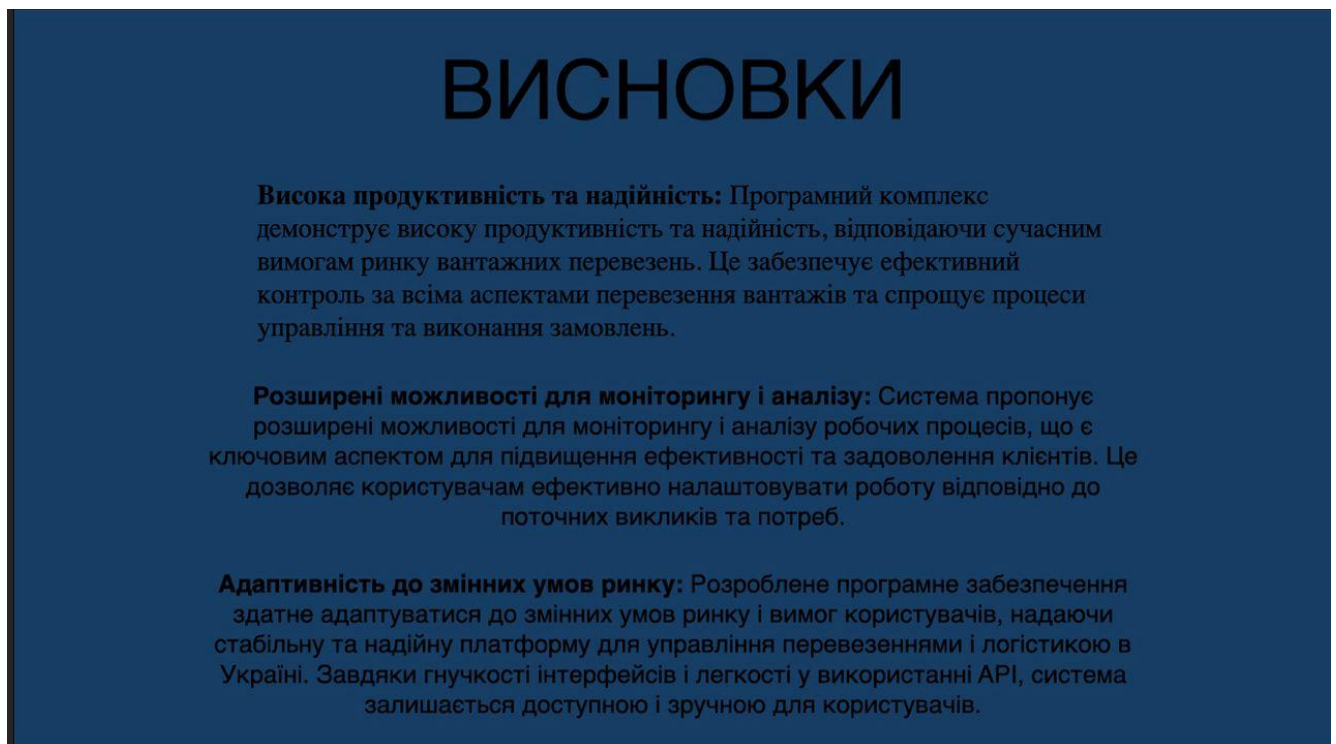 ВИСНОВКИ
Висока продуктивність та надійність: Програмний комплекс
демонструє високу продуктивність та надійність, відповідаючи сучасним
вимогам ринку вантажних перевезень. Це забезпечує ефективний
контроль за всіма аспектами перевезення вантажів та спрощує процеси
управління та виконання замовлень.
Розширені можливості для моніторингу і аналізу: Система пропонує
розширені можливості для моніторингу і аналізу робочих процесів, що є
ключовим аспектом для підвищення ефективності та задоволення клієнтів. Це
дозволяє користувачам ефективно налаштовувати роботу відповідно до
поточних викликів та потреб.
Адаптивність до змінних умов ринку: Розроблене програмне забезпечення
здатне адаптуватися до змінних умов ринку і вимог користувачів, надаючи
стабільну та надійну платформу для управління перевезеннями і логістикою в
Україні. Завдяки гнучкості інтерфейсів і легкості у використанні API, система
залишається доступною і зручною для користувачів.